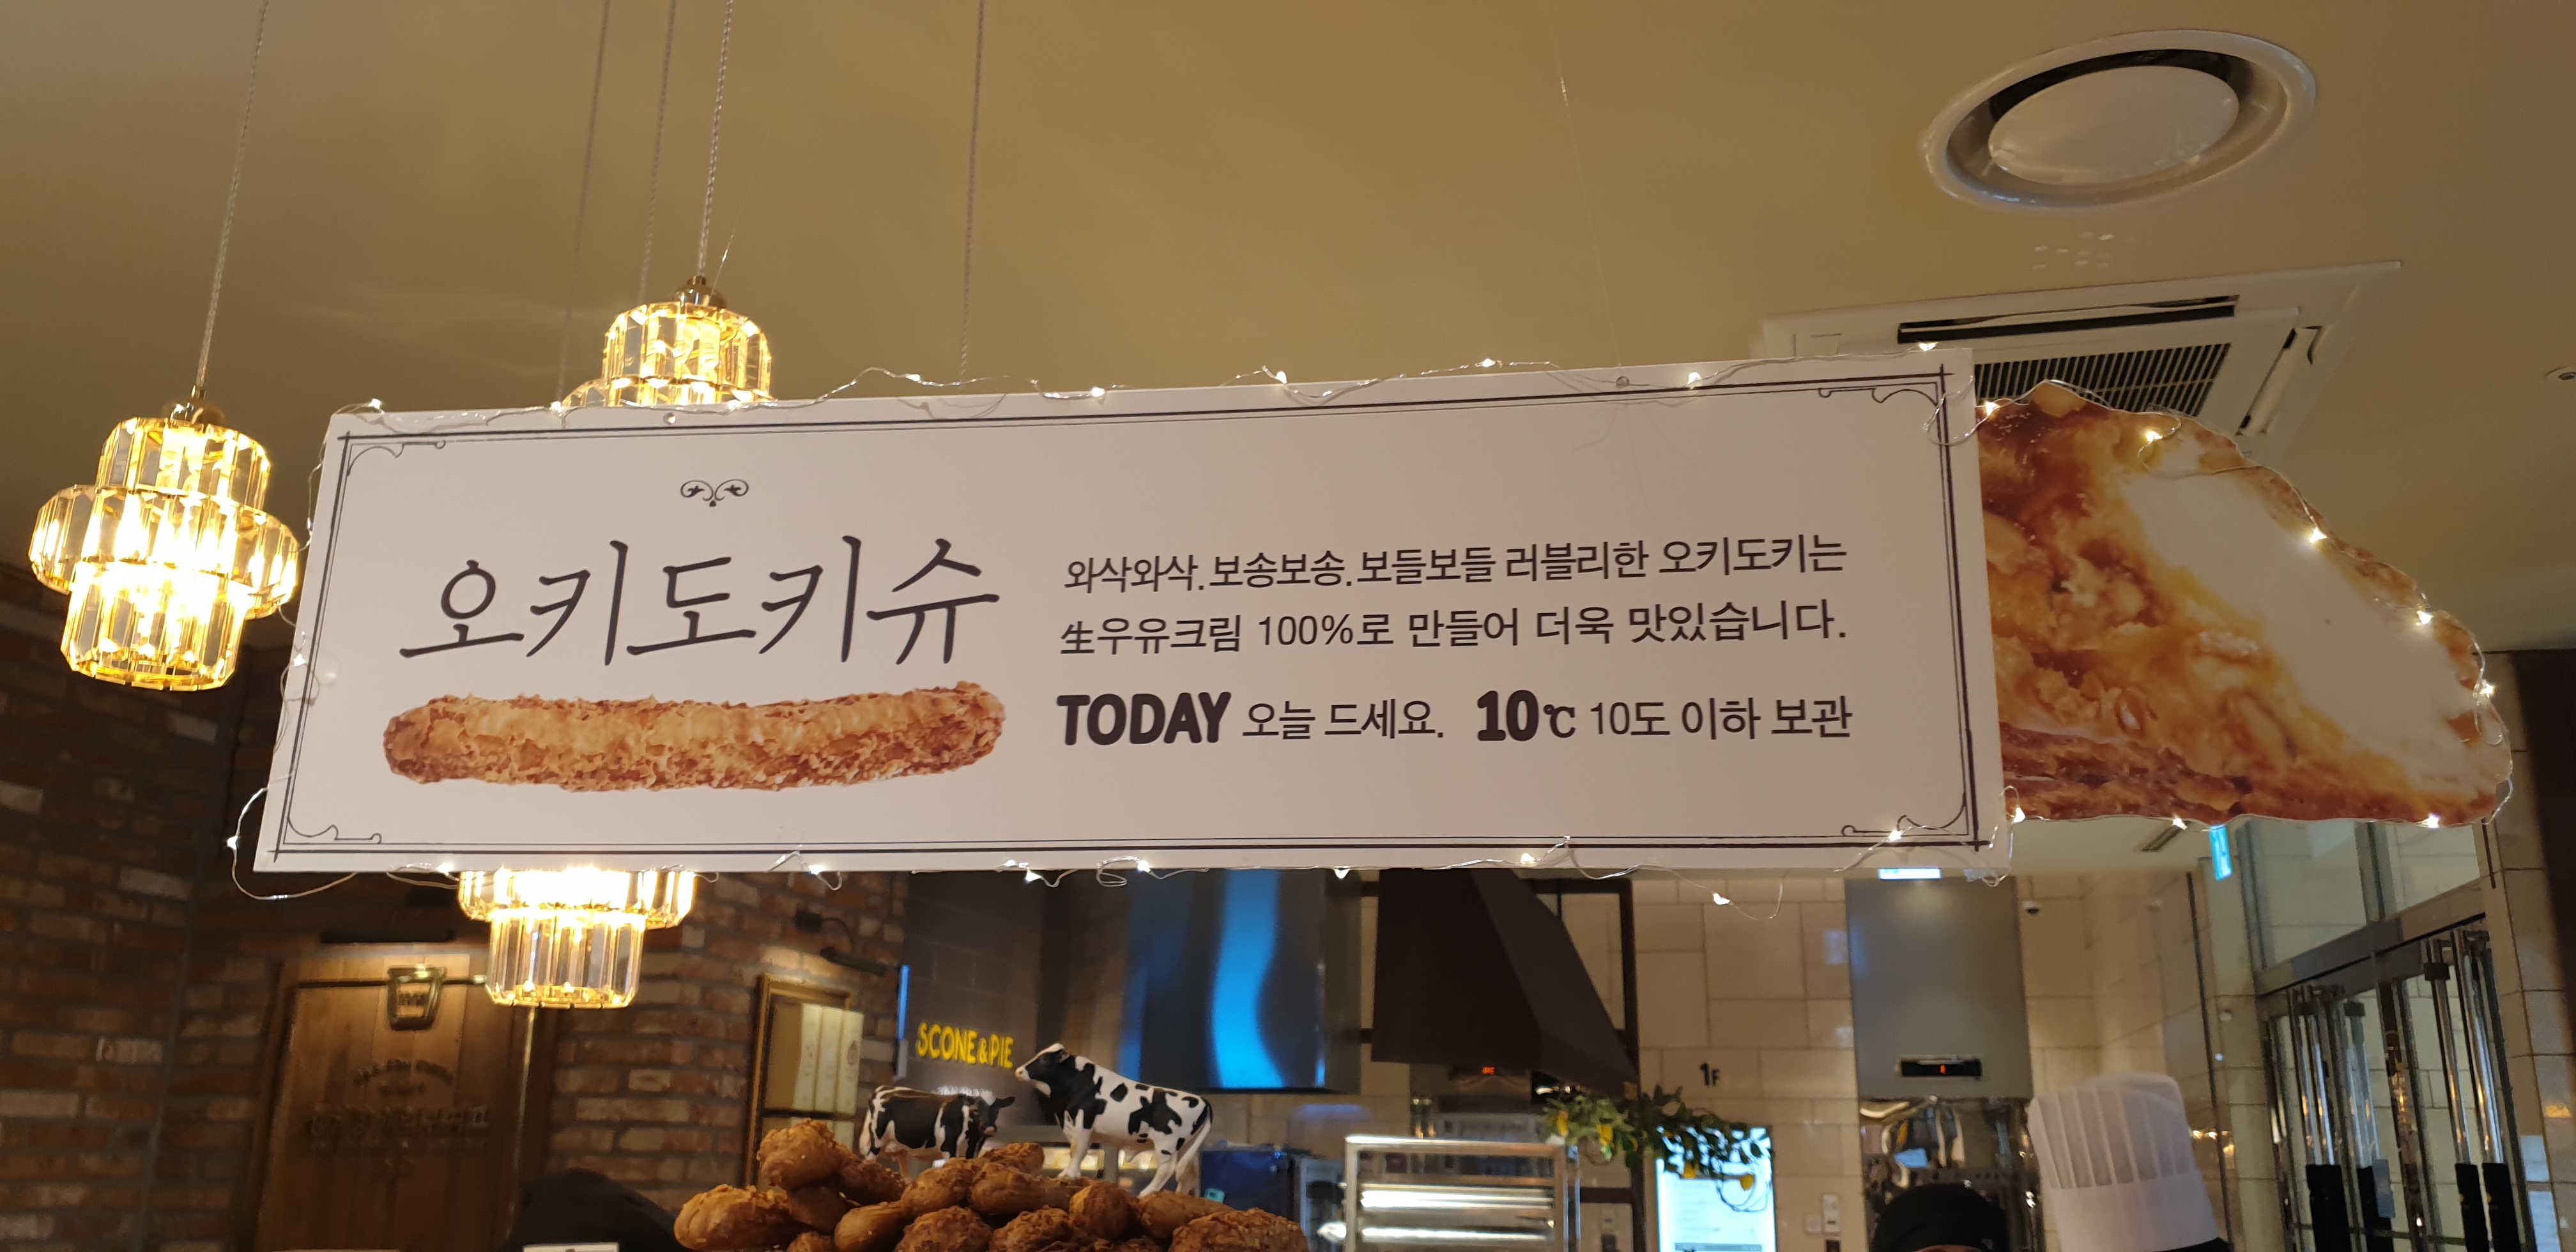 오키도키슈
와삭와삭.보송보송.보들보들 러블리한 오키도키는
生우유크림 100%로 만들어 더욱 맛있습니다.
TODAY 오늘 드세요. 10℃ 10도 이하 보관
SCONE&PIE
1F